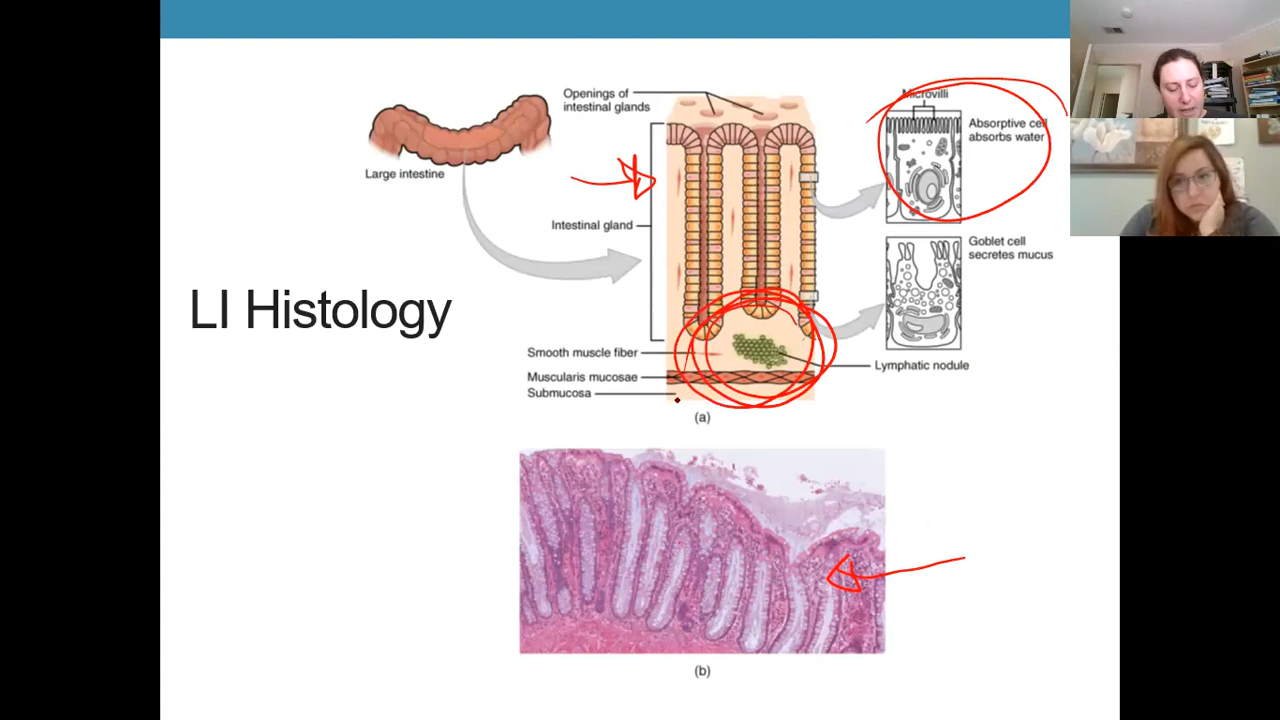 LI Histology
Openings of
intestinal glands
Large intestine
Intestinal gland
Smooth muscle fiber
Muscularis mucosae
Submucosa
(a)
Microvilli
Absorptive cell
absorbs water
Goblet cell
secretes mucus
Lymphatic nodule
(b)